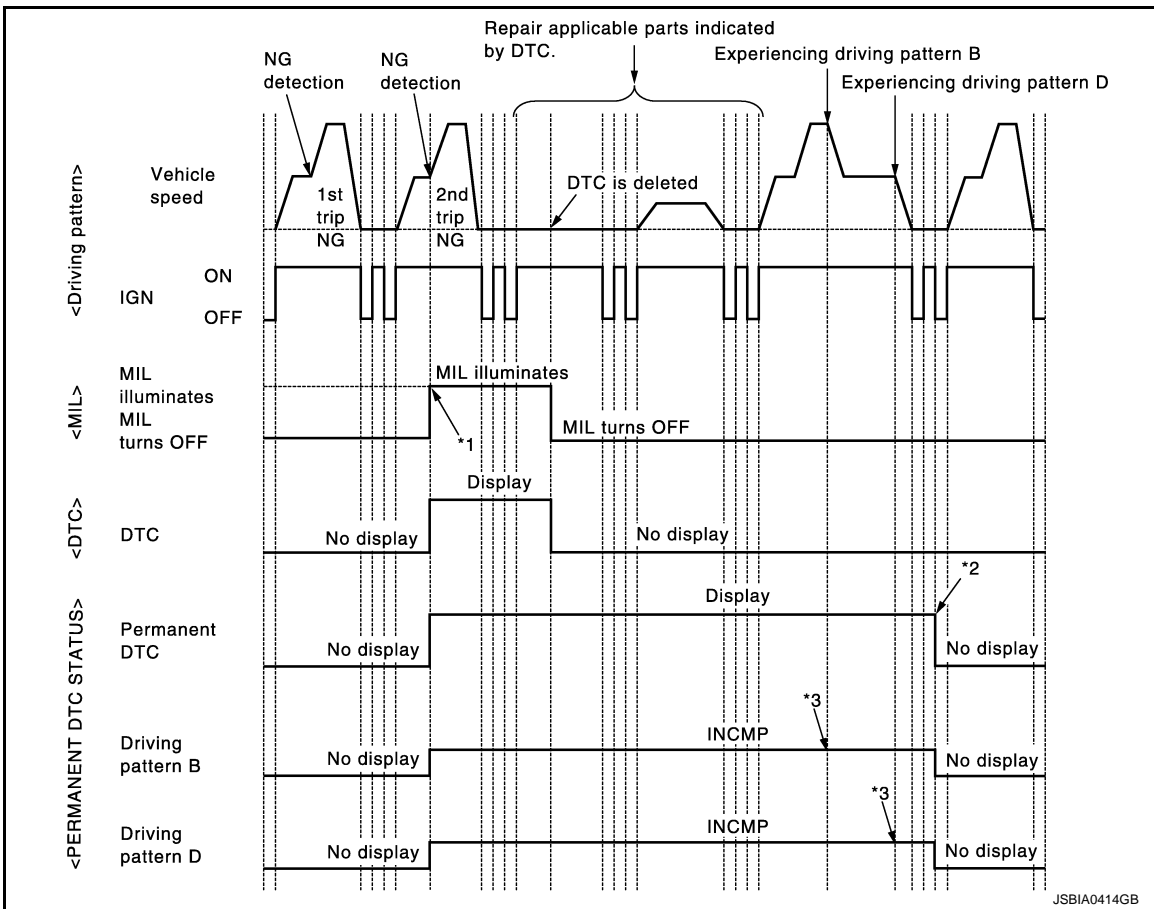 Repair applicable parts indicated
by DTC.
Experiencing driving pattern B
NG
detection
NG
detection
Experiencing driving pattern D
<Driving pattern>
Vehicle
speed
1st
trip
NG
2nd
trip
NG
DTC is deleted
ON
IGN
OFF
<MIL>
MIL
illuminates
MIL
turns OFF
MIL illuminates
*1
MIL turns OFF
<DTC>
DTC
No display
Display
No display
<PERMANENT DTC STATUS>
Permanent
DTC
No display
Display
*2
No display
Driving
pattern B
No display
INCMP
*3
No display
Driving
pattern D
No display
INCMP
*3
No display
JSBIA0414GB